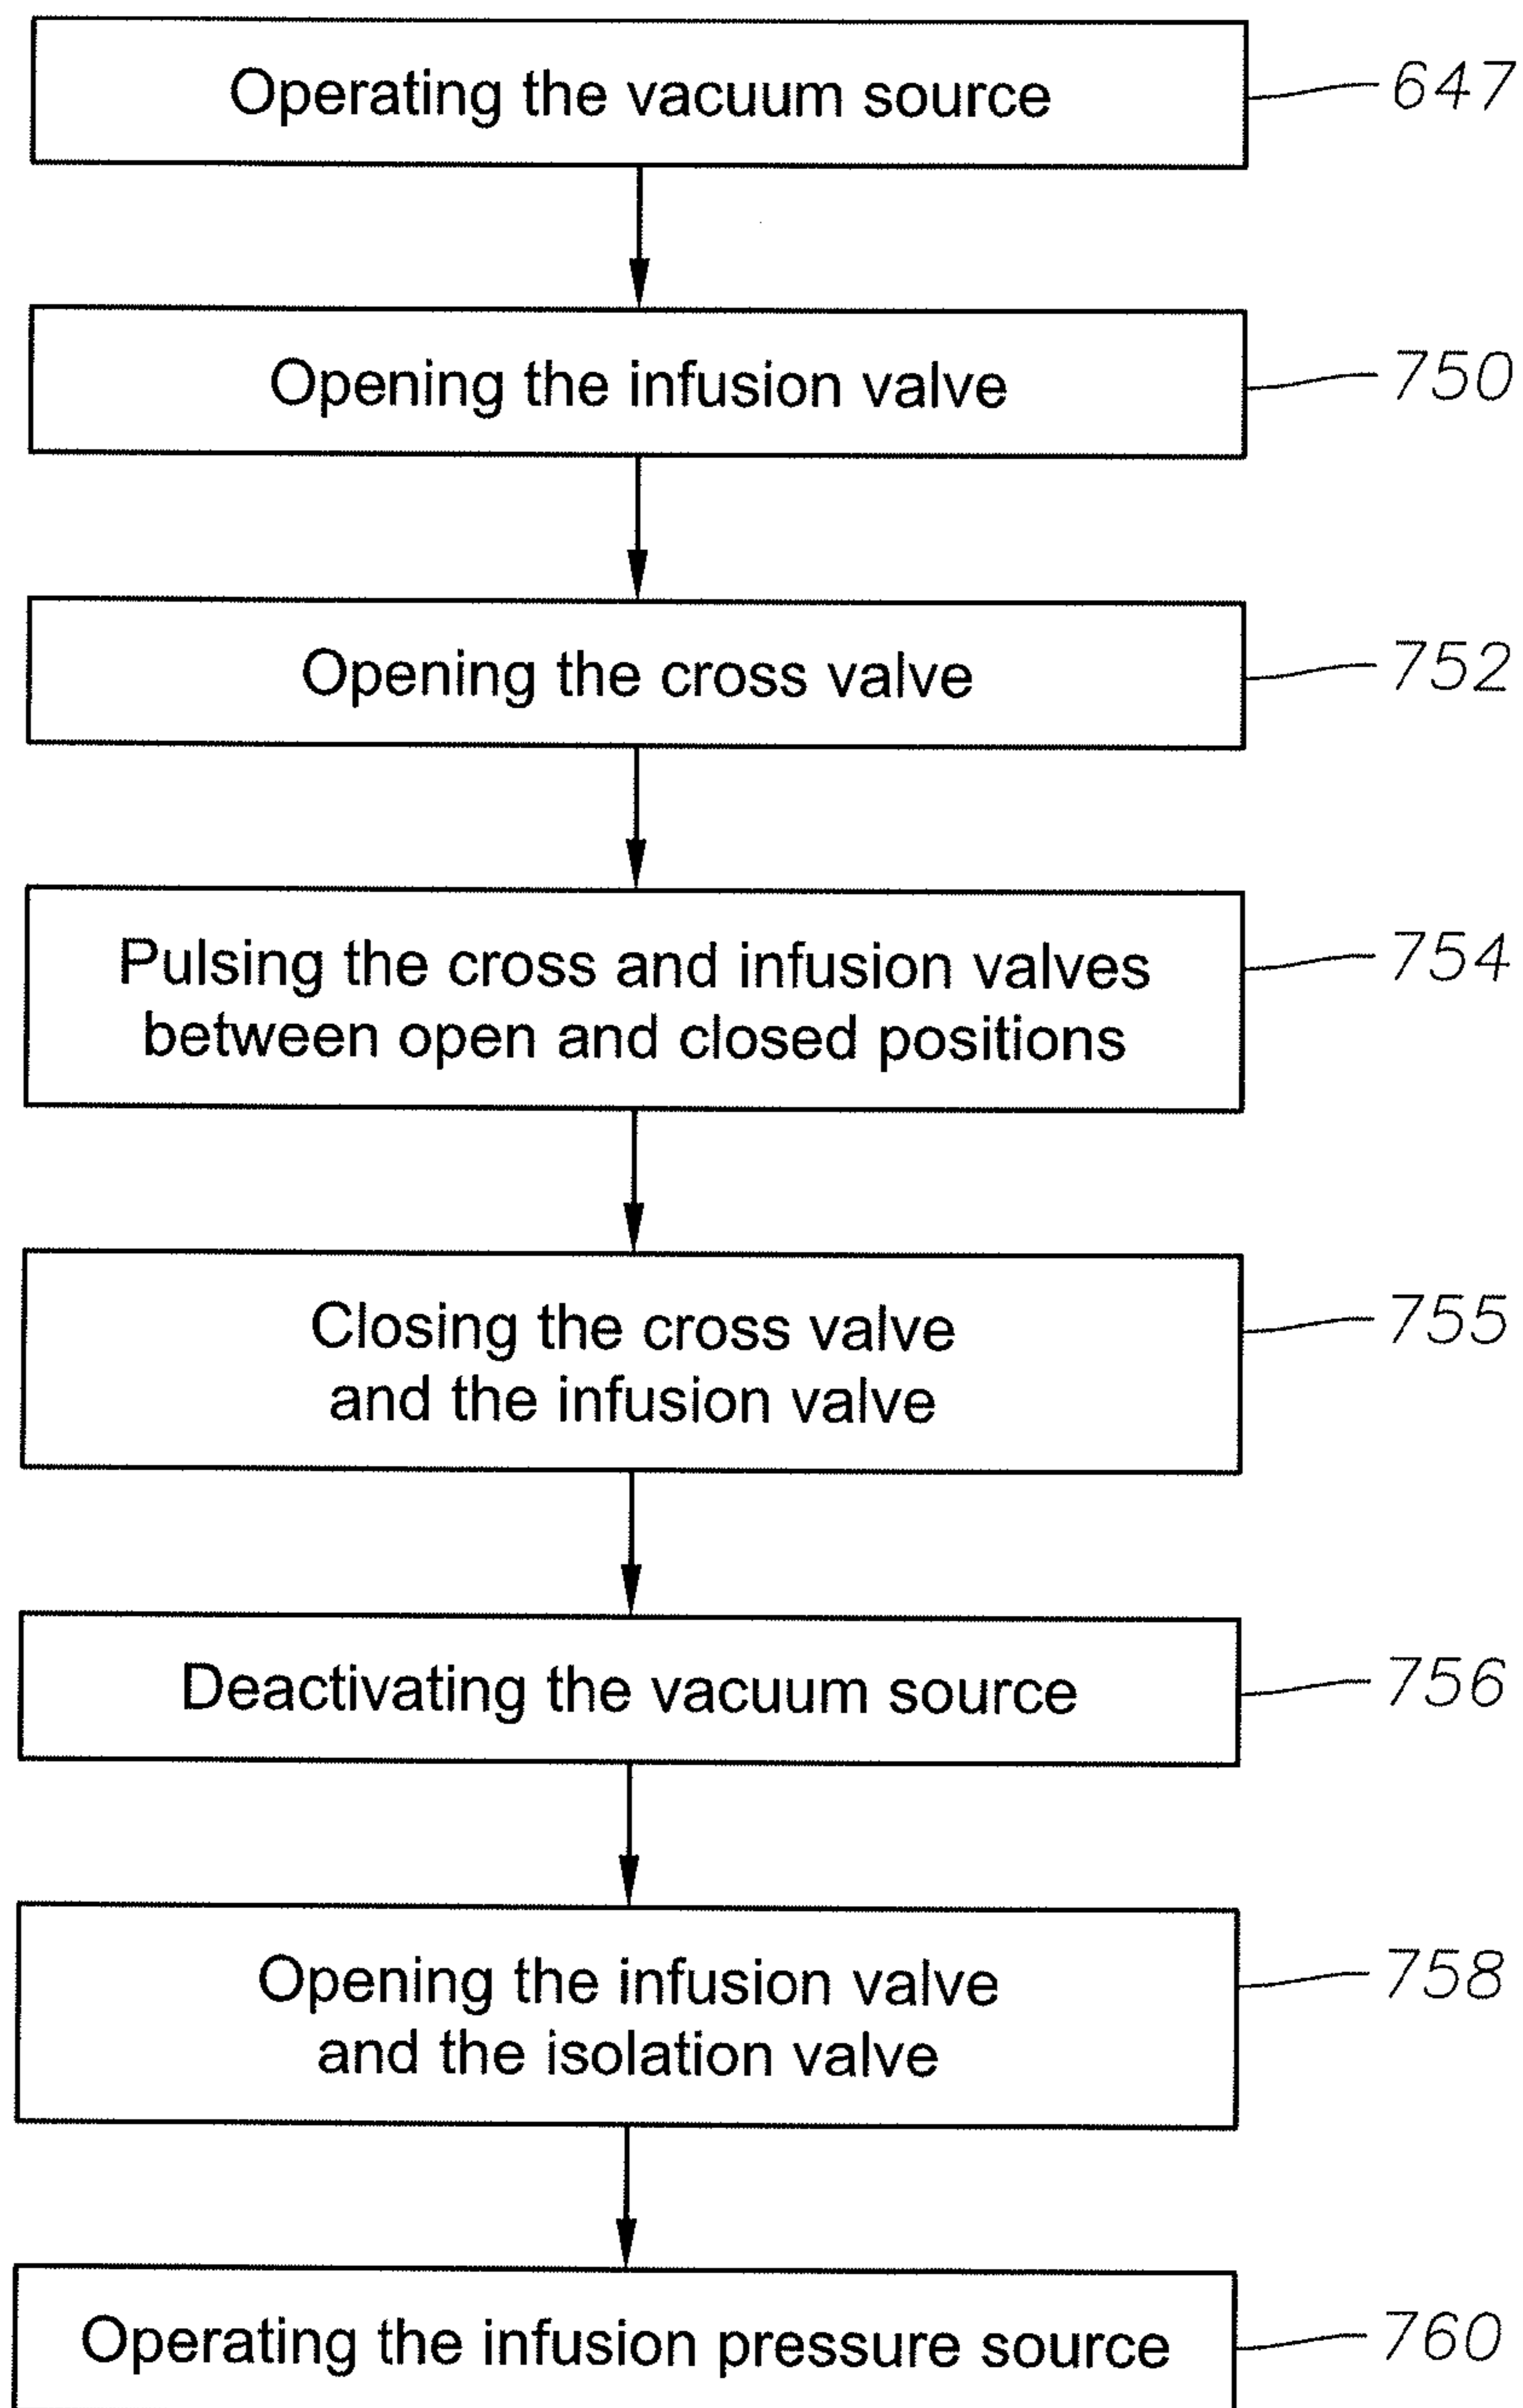 Operating the vacuum source
647
Opening the infusion valve
750
Opening the cross valve
752
Pulsing the cross and infusion valves
between open and closed positions
754
Closing the cross valve
and the infusion valve
755
Deactivating the vacuum source
756
Opening the infusion valve
and the isolation valve
758
Operating the infusion pressure source
760